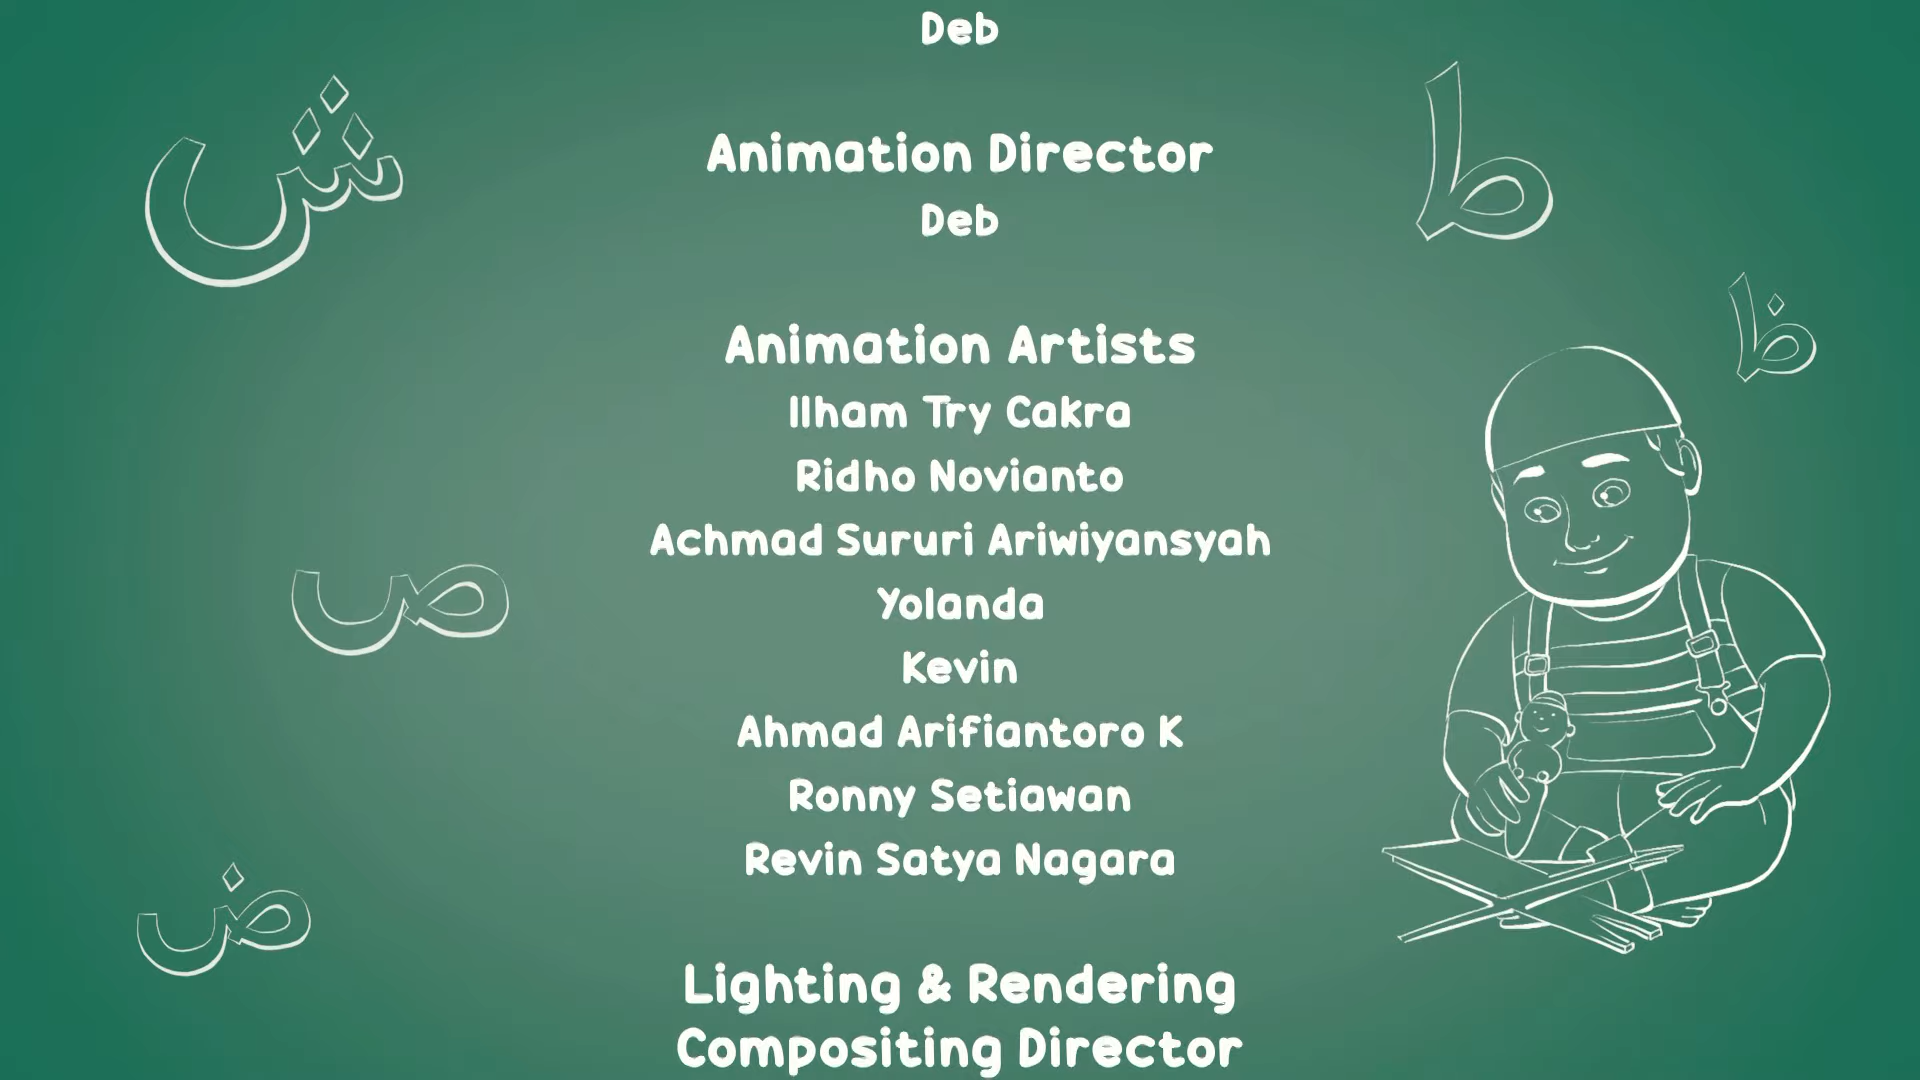 Deb
Animation Director
Deb
Animation Artists
Ilham Try Cakra
Ridho Novianto
Achmad Sururi Ariwiyansyah
Yolanda
Kevin
Ahmad Arifiantoro K
Ronny Setiawan
Revin Satya Nagara
Lighting & Rendering
Compositing Director
ش
ص
ض
ط
ظ